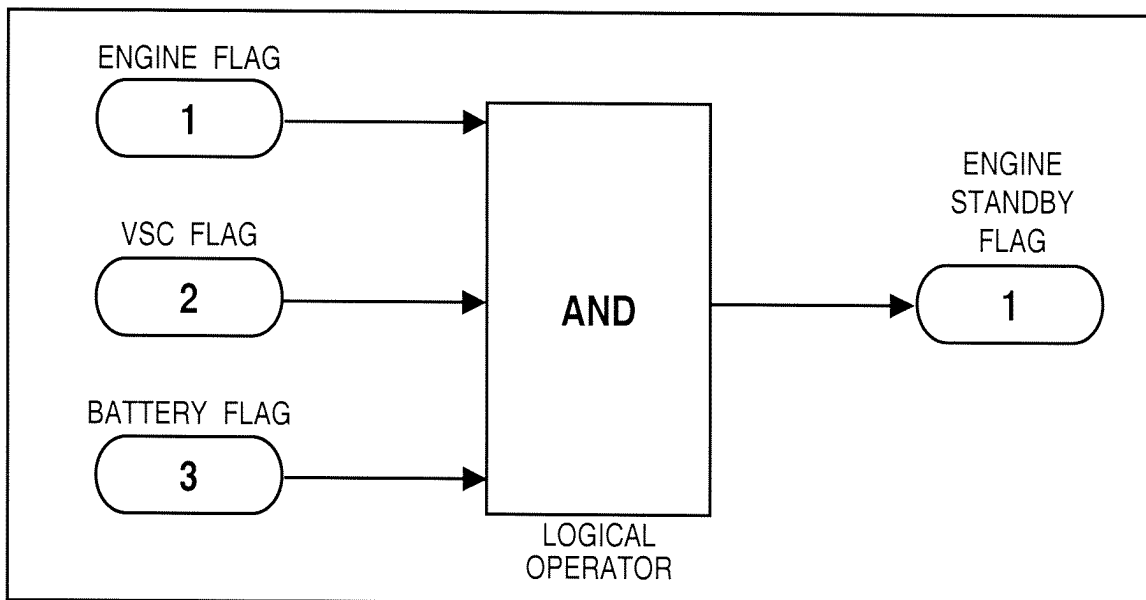 ENGINE FLAG
1
VSC FLAG
2
BATTERY FLAG
3
AND
LOGICAL
OPERATOR
ENGINE
STANDBY
FLAG
1